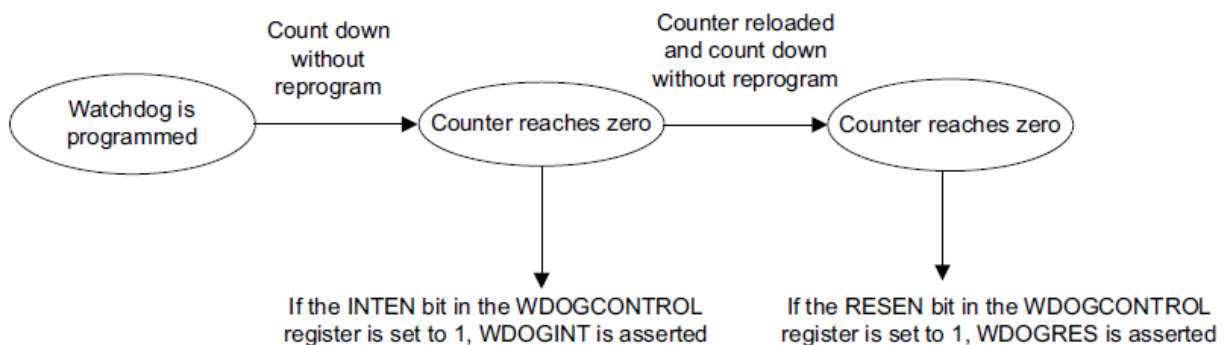 Count down
without
reprogram
Counter reloaded
and count down
without reprogram
Watchdog is
programmed
Counter reaches zero
Counter reaches zero
If the INTEN bit in the WDOGCONTROL
register is set to 1, WDOGINT is asserted
If the RESEN bit in the WDOGCONTROL
register is set to 1, WDOGRES is asserted